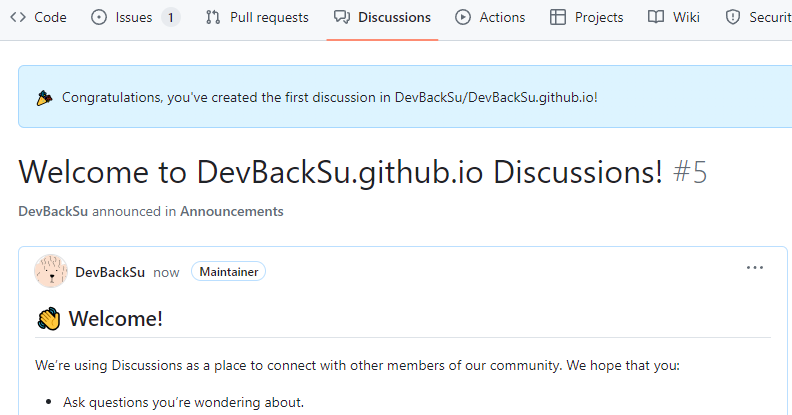 Code Issues 1 Pull requests Discussions Actions Projects Wiki Securit
Congratulations, you've created the first discussion in DevBackSu/DevBackSu.github.io!
Welcome to DevBackSu.github.io Discussions! #5
DevBackSu announced in Announcements
DevBackSu now Maintainer
Welcome!
We’re using Discussions as a place to connect with other members of our community. We hope that you:
• Ask questions you’re wondering about.